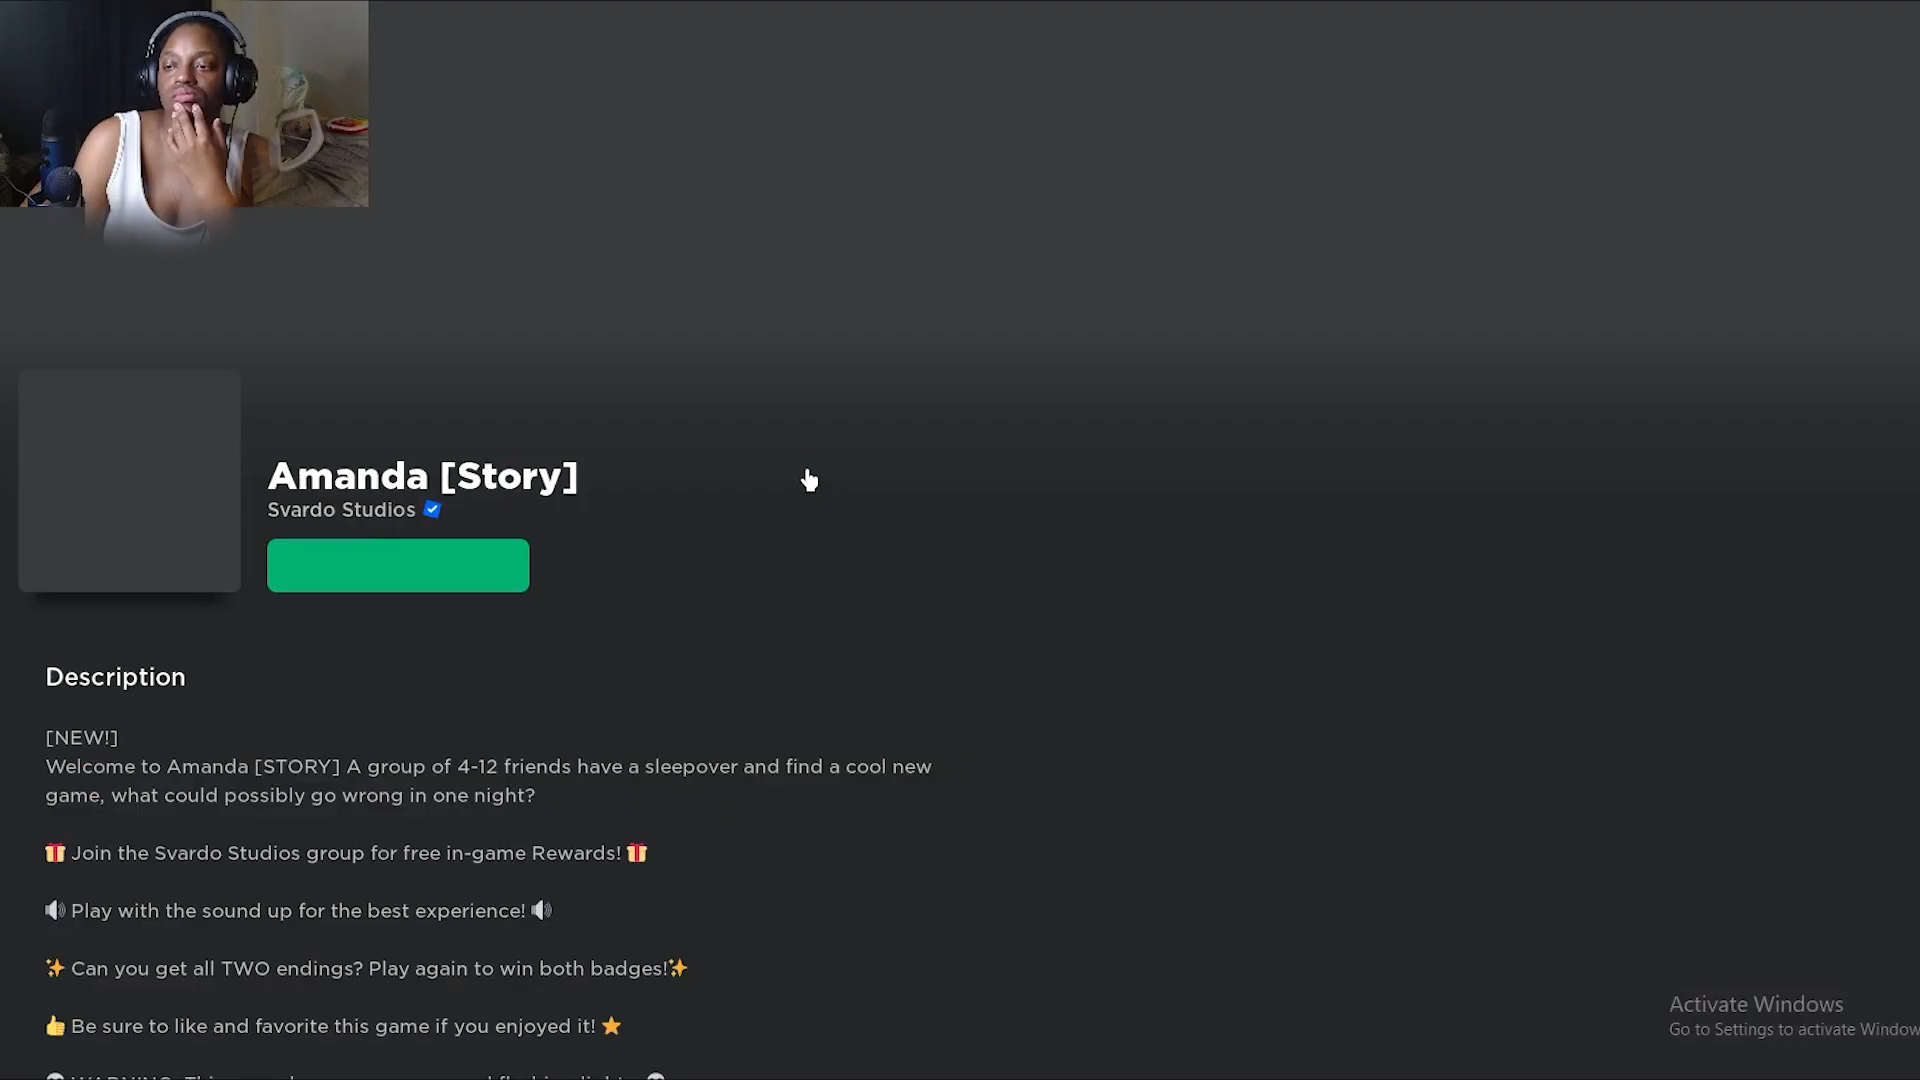 Amanda [Story]
Svardo Studios
Description
[NEW!]
Welcome to Amanda [STORY] A group of 4-12 friends have a sleepover and find a cool new
game, what could possibly go wrong in one night?
🎁 Join the Svardo Studios group for free in-game Rewards! 🎁
🔊 Play with the sound up for the best experience! 🔊
✨ Can you get all TWO endings? Play again to win both badges!✨
👍 Be sure to like and favorite this game if you enjoyed it! ⭐
Activate Windows
Go to Settings to activate Window